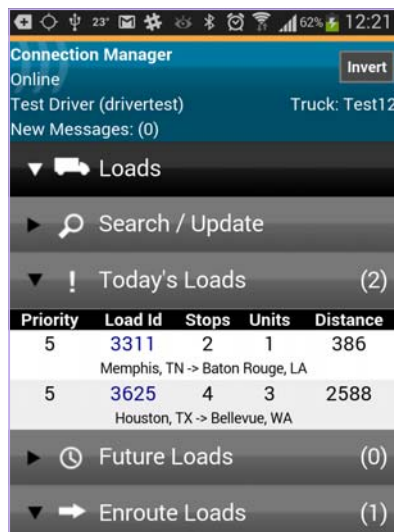 23° 62% 12:21
Connection Manager
Invert
Online
Test Driver (drivertest) Truck: Test12
New Messages: (0)
Loads
Search / Update
! Today's Loads (2)
Priority Load Id Stops Units Distance
5 3311 2 1 386
Memphis, TN -> Baton Rouge, LA
5 3625 4 3 2588
Houston, TX -> Bellevue, WA
Future Loads (0)
Enroute Loads (1)